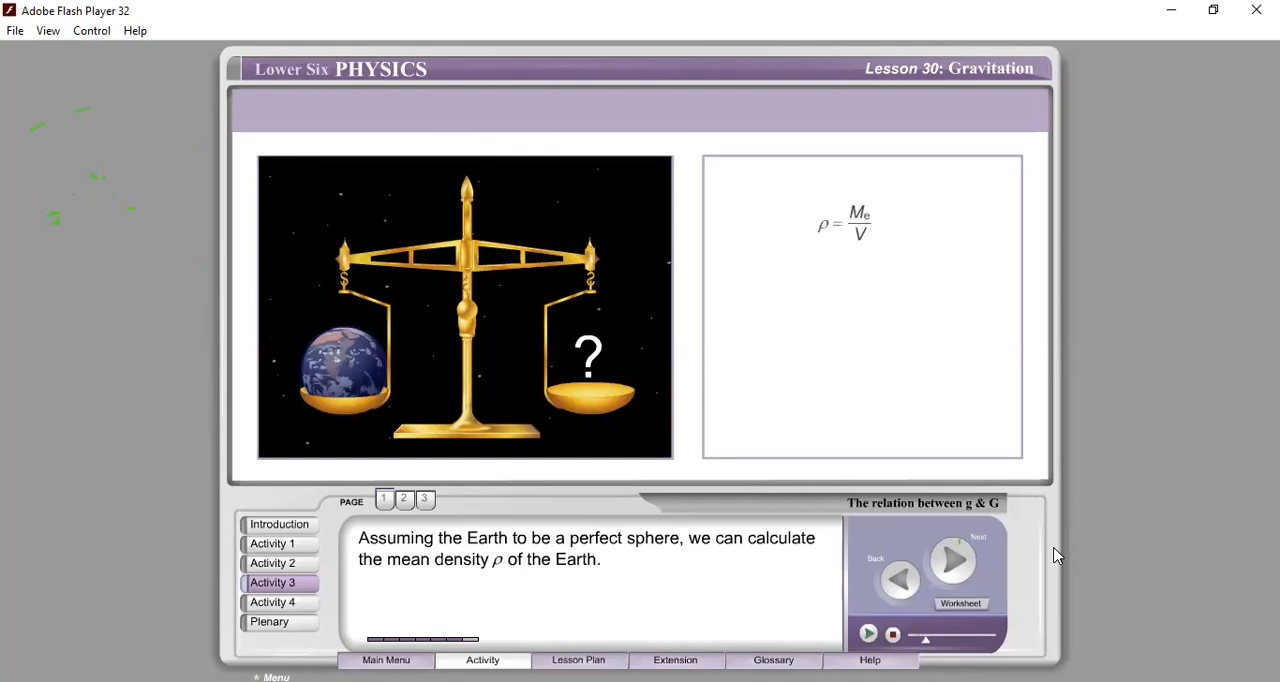 Adobe Flash Player 32
File View Control Help
Lower Six PHYSICS
Lesson 30: Gravitation
ρ = Me/V
?
PAGE 1 2 3
The relation between g & G
Introduction
Activity 1
Activity 2
Activity 3
Activity 4
Plenary
Assuming the Earth to be a perfect sphere, we can calculate
the mean density ρ of the Earth.
Next
Back
Worksheet
Main Menu Activity Lesson Plan Extension Glossary Help
★ Menu